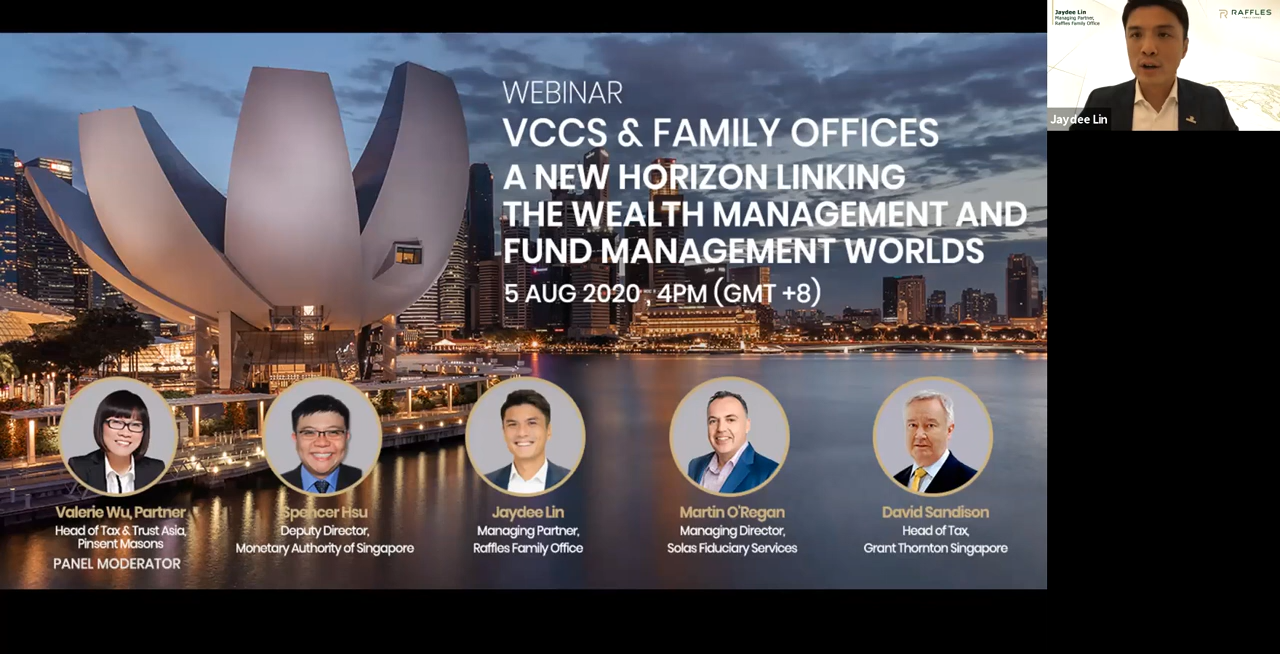 WEBINAR
VCCS & FAMILY OFFICES
A NEW HORIZON LINKING
THE WEALTH MANAGEMENT AND
FUND MANAGEMENT WORLDS
5 AUG 2020 , 4PM (GMT +8)
Valerie Wu, Partner
Head of Tax & Trust Asia,
Pinsent Masons
PANEL MODERATOR
Spencer Hsu
Deputy Director,
Monetary Authority of Singapore
Jaydee Lin
Managing Partner,
Raffles Family Office
Martin O'Regan
Managing Director,
Solas Fiduciary Services
David Sandison
Head of Tax,
Grant Thornton Singapore
Jaydee Lin
Managing Partner,
Raffles Family Office
RAFFLES
FAMILY OFFICE
Jaydee Lin